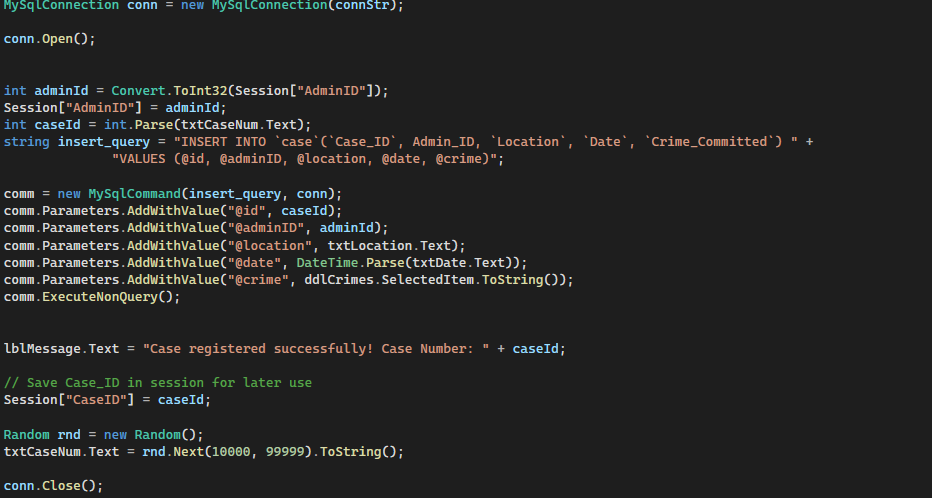 MySqlConnection conn = new MySqlConnection(connStr);
conn.Open();
int adminId = Convert.ToInt32(Session["AdminID"]);
Session["AdminID"] = adminId;
int caseId = int.Parse(txtCaseNum.Text);
string insert_query = "INSERT INTO `case`(`Case_ID`, Admin_ID, `Location`, `Date`, `Crime_Committed`) " +
"VALUES (@id, @adminID, @location, @date, @crime)";
comm = new MySqlCommand(insert_query, conn);
comm.Parameters.AddWithValue("@id", caseId);
comm.Parameters.AddWithValue("@adminID", adminId);
comm.Parameters.AddWithValue("@location", txtLocation.Text);
comm.Parameters.AddWithValue("@date", DateTime.Parse(txtDate.Text));
comm.Parameters.AddWithValue("@crime", ddlCrimes.SelectedItem.ToString());
comm.ExecuteNonQuery();
lblMessage.Text = "Case registered successfully! Case Number: " + caseId;
// Save Case_ID in session for later use
Session["CaseID"] = caseId;
Random rnd = new Random();
txtCaseNum.Text = rnd.Next(10000, 99999).ToString();
conn.Close();